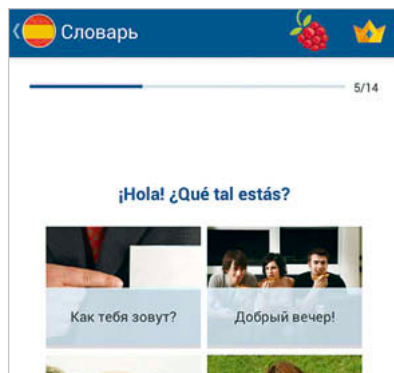 Словарь
5/14
¡Hola! ¿Qué tal estás?
Как тебя зовут?
Добрый вечер!